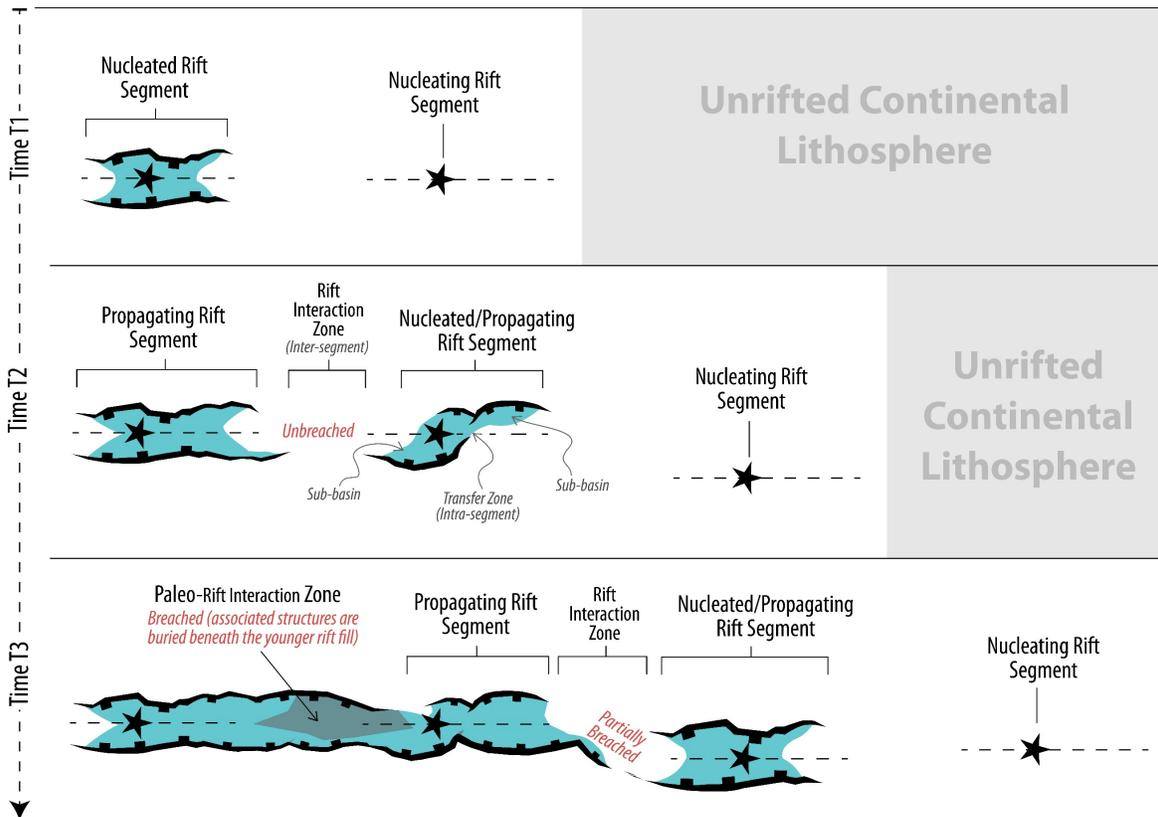 Time T1
Nucleated Rift
Segment
Nucleating Rift
Segment
Unrifted Continental
Lithosphere
Time T2
Propagating Rift
Segment
Rift
Interaction
Zone
(Inter-segment)
Nucleated/Propagating
Rift Segment
Nucleating Rift
Segment
Unrifted
Continental
Lithosphere
Unbreached
Sub-basin
Transfer Zone
(Intra-segment)
Sub-basin
Time T3
Paleo-Rift Interaction Zone
Breached (associated structures are
buried beneath the younger rift fill)
Propagating Rift
Segment
Rift
Interaction
Zone
Nucleated/Propagating
Rift Segment
Nucleating Rift
Segment
Partially
Breached